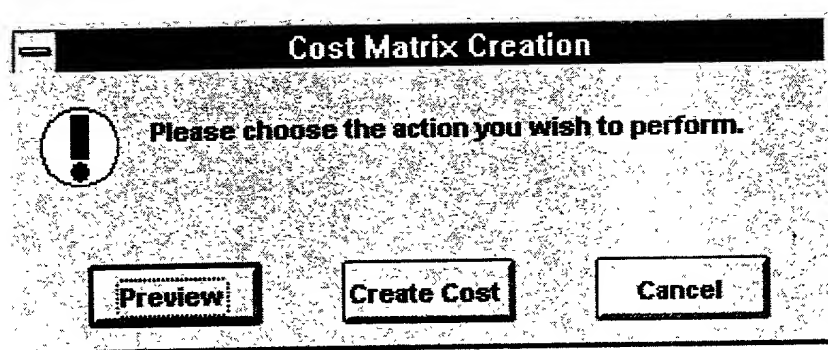 Cost Matrix Creation
Please choose the action you wish to perform.
Preview Create Cost Cancel